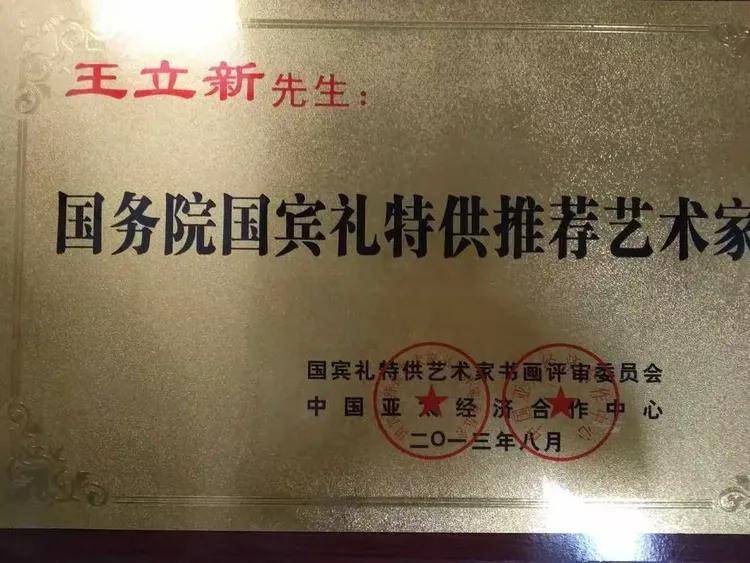 王立新先生：
国务院国宾礼特供推荐艺术家
国宾礼特供艺术家书画评审委员会
中国亚太经济合作中心
二〇一三年八月